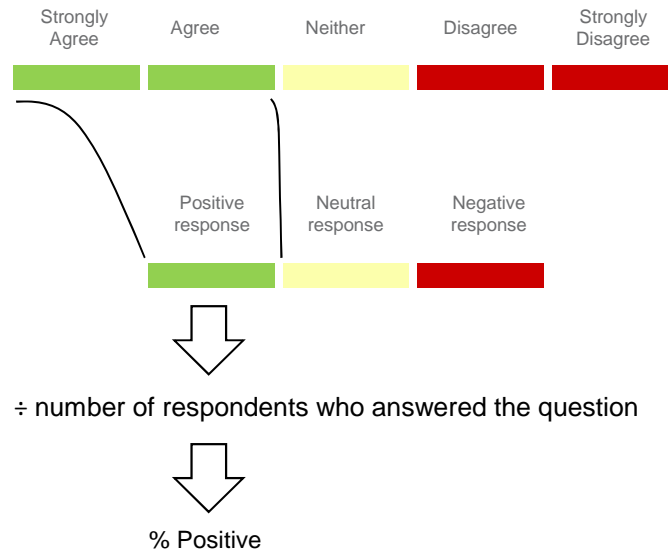 Strongly
Agree
Agree
Neither
Disagree
Strongly
Disagree
Positive
response
Neutral
response
Negative
response
÷ number of respondents who answered the question
% Positive